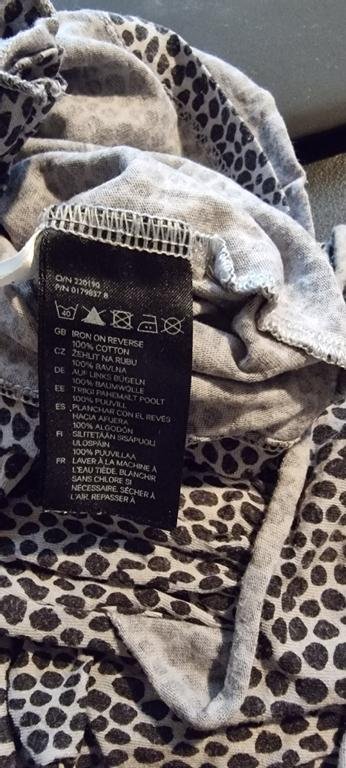 O/N 220190
P/N 0179837 8
40
GB IRON ON REVERSE
100% COTTON
CZ ŽEHLIT NA RUBU
100% BAVLNA
DE AUF LINKS BÜGELN
100% BAUMWOLLE
EE TRIIGI PAHEMALT POOLT
100% PUUVILL
ES PLANCHAR CON EL REVÉS
HACIA AFUERA
100% ALGODÓN
FI SILITETÄÄN SISÄPUOLI
ULOSPÄIN
100% PUUVILLAA
FR LAVER À LA MACHINE À
L'EAU TIÈDE. BLANCHIR
SANS CHLORE SI
NÉCESSAIRE. SÉCHER À
L'AIR. REPASSER À